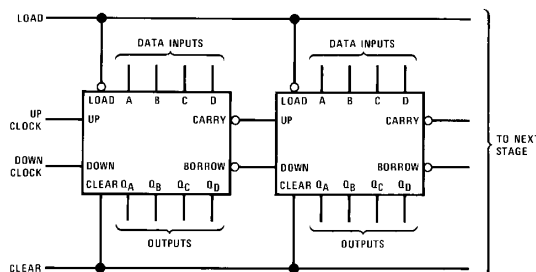 LOAD
DATA INPUTS DATA INPUTS
LOAD A B C D LOAD A B C D
UP CLOCK UP CARRY UP CARRY
TO NEXT STAGE
DOWN CLOCK DOWN BORROW DOWN BORROW
CLEAR QA QB QC QD CLEAR QA QB QC QD
OUTPUTS OUTPUTS
CLEAR